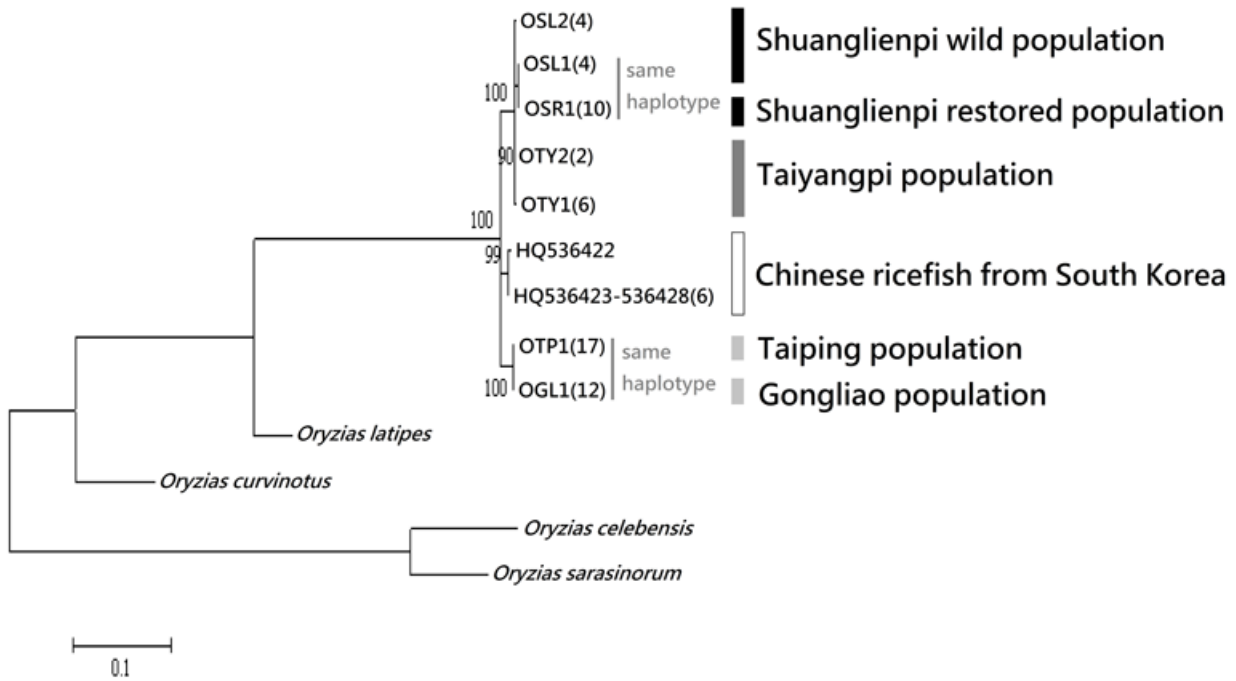 OSL2(4)
Shuanglienpi wild population
OSL1(4)
same
haplotype
100
OSR1(10)
Shuanglienpi restored population
90
OTY2(2)
Taiyangpi population
OTY1(6)
100
99
HQ536422
Chinese ricefish from South Korea
HQ536423-536428(6)
OTP1(17)
same
haplotype
Taiping population
100
OGL1(12)
Gongliao population
Oryzias latipes
Oryzias curvinotus
Oryzias celebensis
Oryzias sarasinorum
0.1